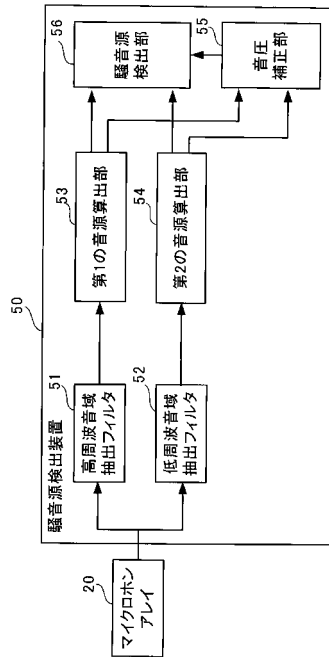 50
騒音源検出装置
20
マイクロホン
アレイ
51
高周波音域
抽出フィルタ
52
低周波音域
抽出フィルタ
53
第1の音源算出部
54
第2の音源算出部
56
騒音源
検出部
55
音圧
補正部